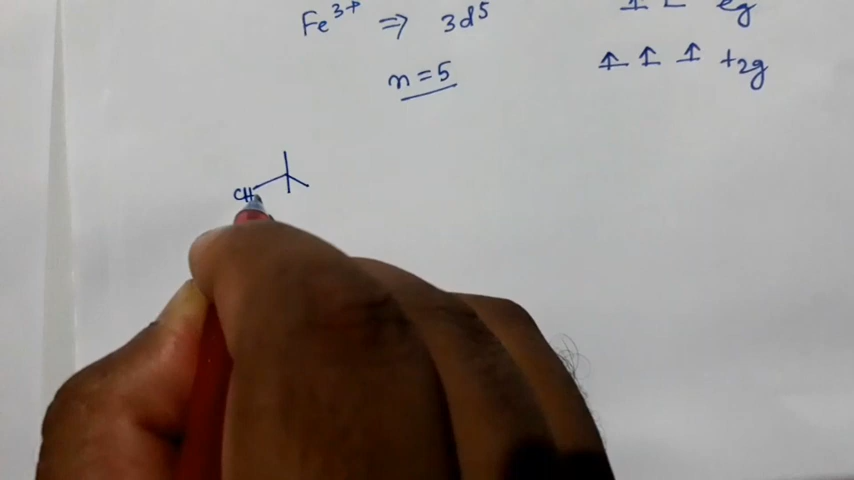 Fe³⁺ ⇒ 3d⁵
eg
n = 5
t₂g
CH